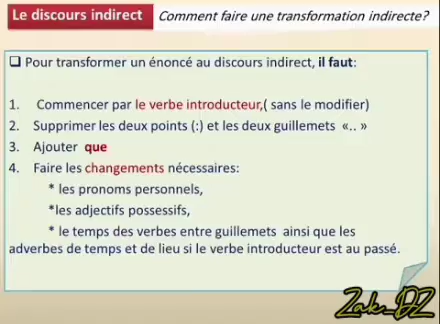 Le discours indirect Comment faire une transformation indirecte?
❑ Pour transformer un énoncé au discours indirect, il faut:
1. Commencer par le verbe introducteur,( sans le modifier)
2. Supprimer les deux points (:) et les deux guillemets «.. »
3. Ajouter que
4. Faire les changements nécessaires:
* les pronoms personnels,
*les adjectifs possessifs,
* le temps des verbes entre guillemets ainsi que les
adverbes de temps et de lieu si le verbe introducteur est au passé.
Zak_DZ